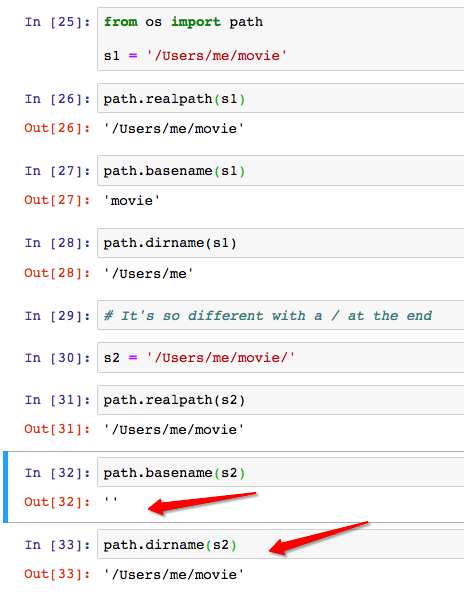 In [25]: from os import path
s1 = '/Users/me/movie'
In [26]: path.realpath(s1)
Out[26]: '/Users/me/movie'
In [27]: path.basename(s1)
Out[27]: 'movie'
In [28]: path.dirname(s1)
Out[28]: '/Users/me'
In [29]: # It's so different with a / at the end
In [30]: s2 = '/Users/me/movie/'
In [31]: path.realpath(s2)
Out[31]: '/Users/me/movie'
In [32]: path.basename(s2)
Out[32]: ''
In [33]: path.dirname(s2)
Out[33]: '/Users/me/movie'